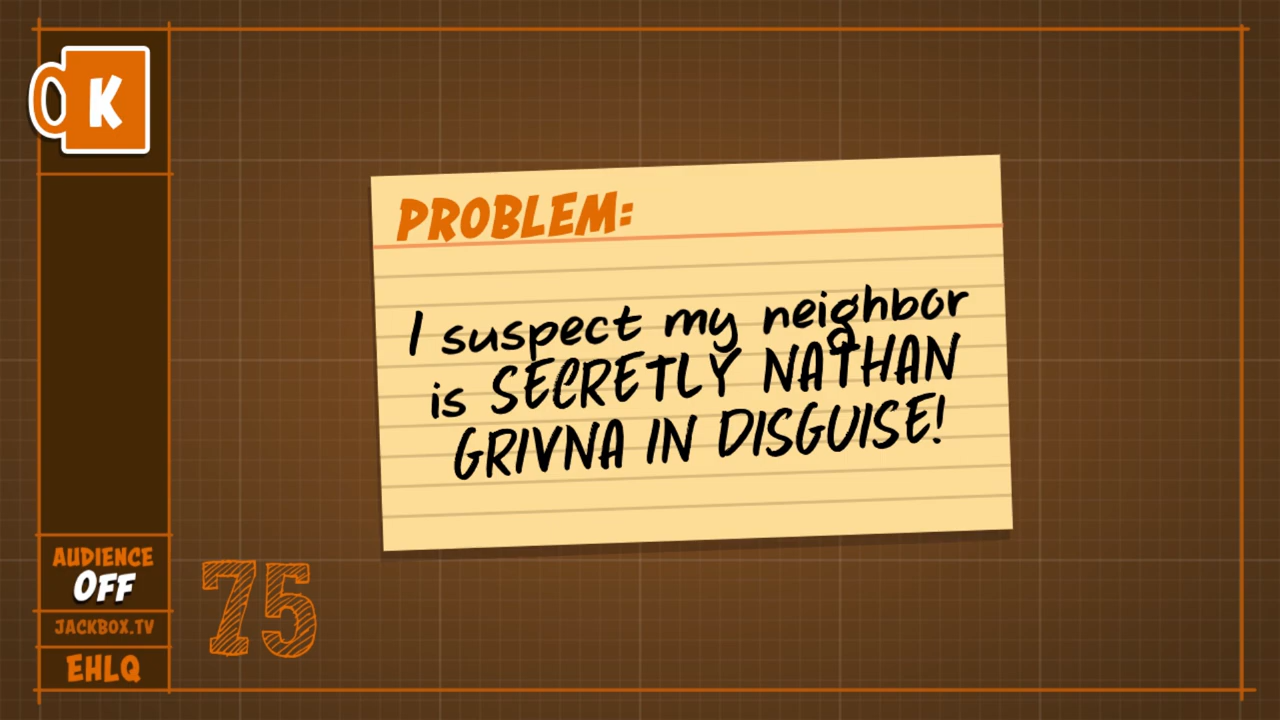 K
PROBLEM:
I suspect my neighbor
is SECRETLY NATHAN
GRIVNA IN DISGUISE!
AUDIENCE
OFF
75
JACKBOX.TV
EHLQ